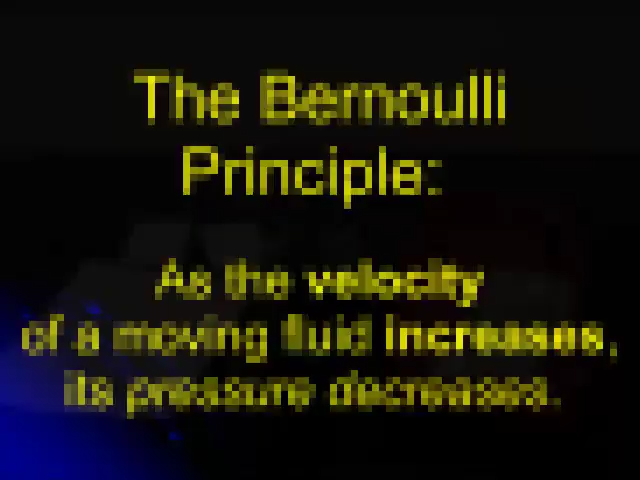 The Bernoulli
Principle:
As the velocity
of a moving fluid increases,
its pressure decreases.